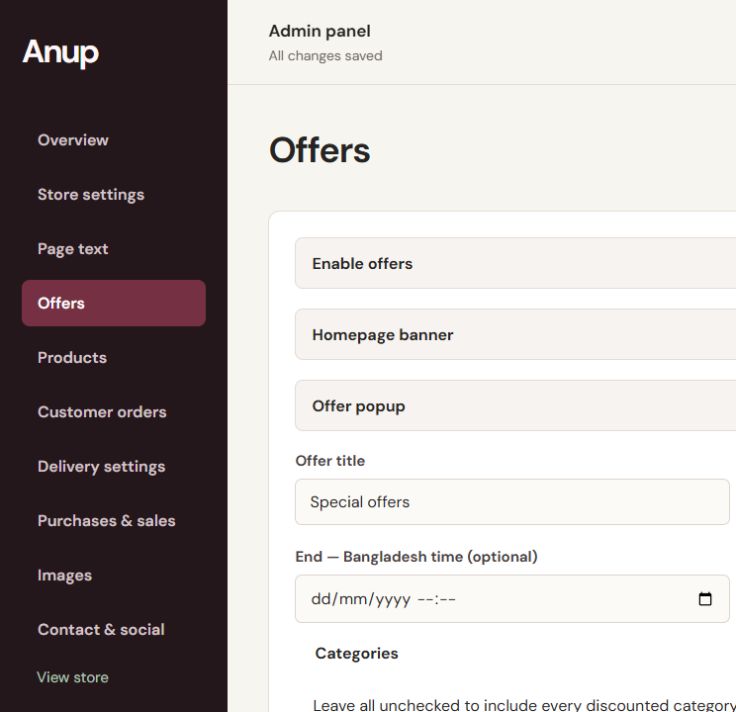 Anup
Overview
Store settings
Page text
Offers
Products
Customer orders
Delivery settings
Purchases & sales
Images
Contact & social
View store
Admin panel
All changes saved
Offers
Enable offers
Homepage banner
Offer popup
Offer title
Special offers
End — Bangladesh time (optional)
dd/mm/yyyy --:--
Categories
Leave all unchecked to include every discounted category